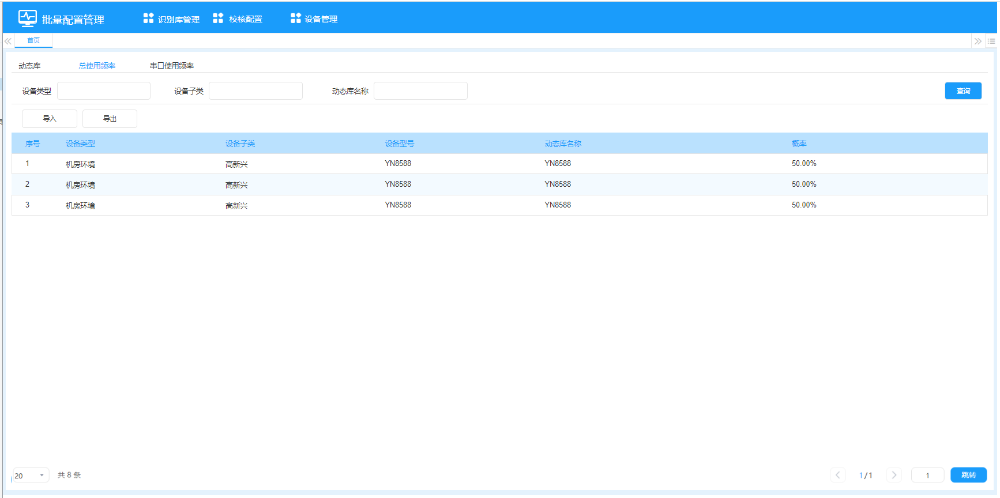 批量配置管理 识别库管理 校核配置 设备管理
首页
动态库 总使用频率 串口使用频率
设备类型 设备子类 动态库名称 查询
导入 导出
序号 设备类型 设备子类 设备型号 动态库名称 概率
1 机房环境 高新兴 YN8588 YN8588 50.00%
2 机房环境 高新兴 YN8588 YN8588 50.00%
3 机房环境 高新兴 YN8588 YN8588 50.00%
20 共 8 条 1/1 1 跳转